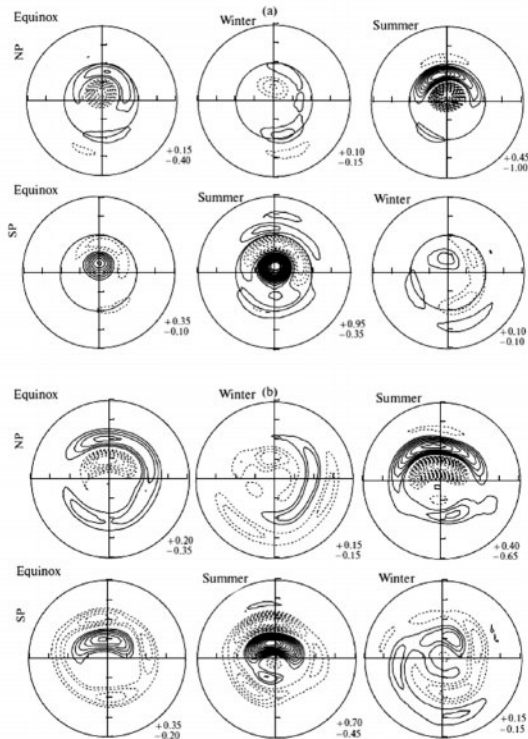 (a)
Equinox
Winter
Summer
NP
+0.15
−0.40
+0.10
−0.15
+0.45
−1.00
Equinox
Summer
Winter
SP
+0.35
−0.10
+0.95
−0.35
+0.10
−0.10
(b)
Equinox
Winter
Summer
NP
+0.20
−0.35
+0.15
−0.15
+0.40
−0.65
Equinox
Summer
Winter
SP
+0.35
−0.20
+0.70
−0.45
+0.15
−0.15